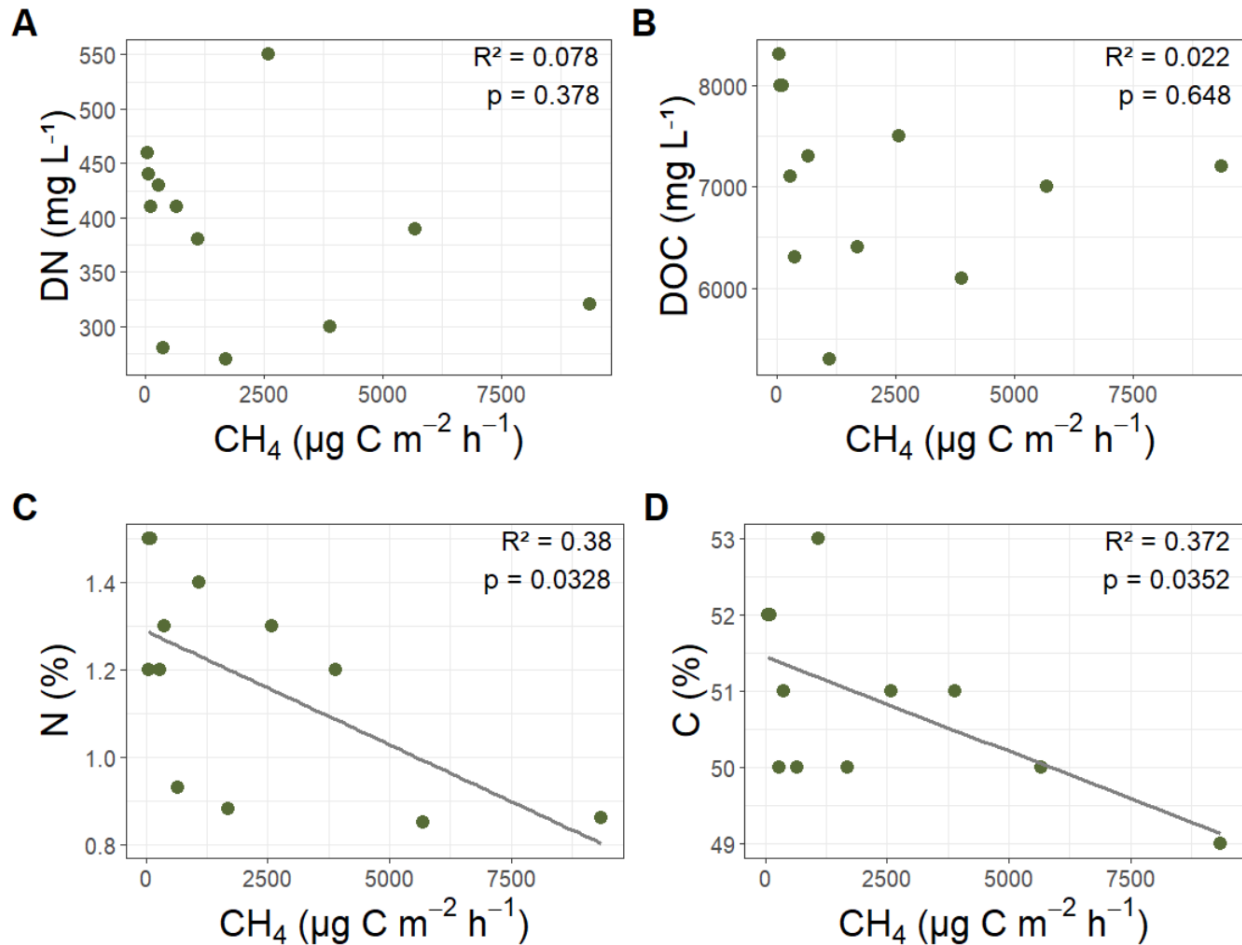 A
R² = 0.078
p = 0.378
550
500
450
400
350
300
DN (mg L⁻¹)
0 2500 5000 7500
CH₄ (µg C m⁻² h⁻¹)
B
R² = 0.022
p = 0.648
8000
7000
6000
DOC (mg L⁻¹)
0 2500 5000 7500
CH₄ (µg C m⁻² h⁻¹)
C
R² = 0.38
p = 0.0328
1.4
1.2
1.0
0.8
N (%)
0 2500 5000 7500
CH₄ (µg C m⁻² h⁻¹)
D
R² = 0.372
p = 0.0352
53
52
51
50
49
C (%)
0 2500 5000 7500
CH₄ (µg C m⁻² h⁻¹)